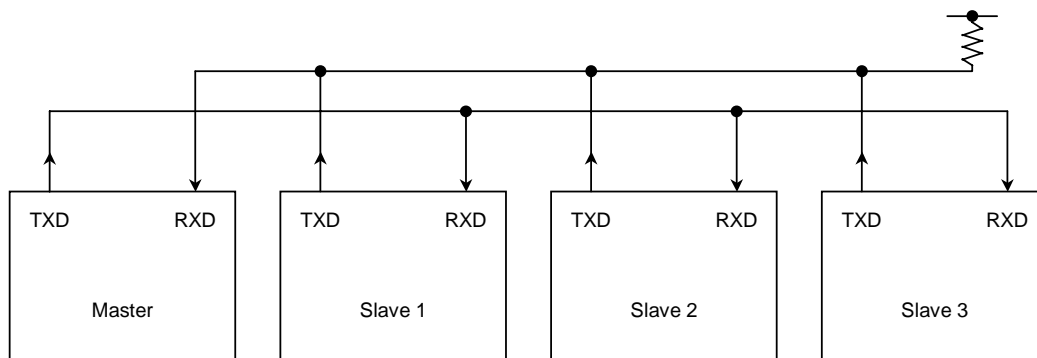 TXD RXD TXD RXD TXD RXD TXD RXD
Master Slave 1 Slave 2 Slave 3